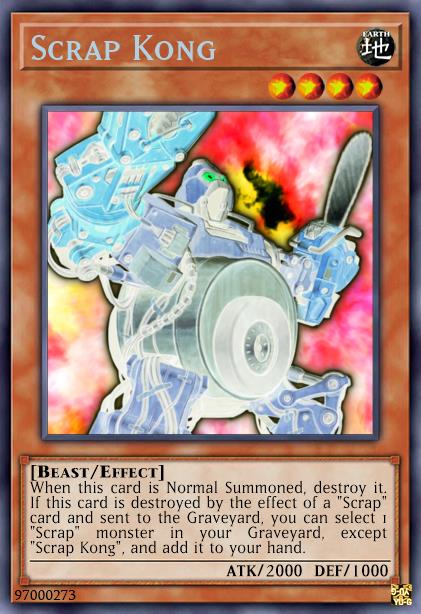 Scrap Kong
EARTH
地
[Beast/Effect]
When this card is Normal Summoned, destroy it.
If this card is destroyed by the effect of a "Scrap"
card and sent to the Graveyard, you can select 1
"Scrap" monster in your Graveyard, except
"Scrap Kong", and add it to your hand.
ATK/2000 DEF/1000
97000273